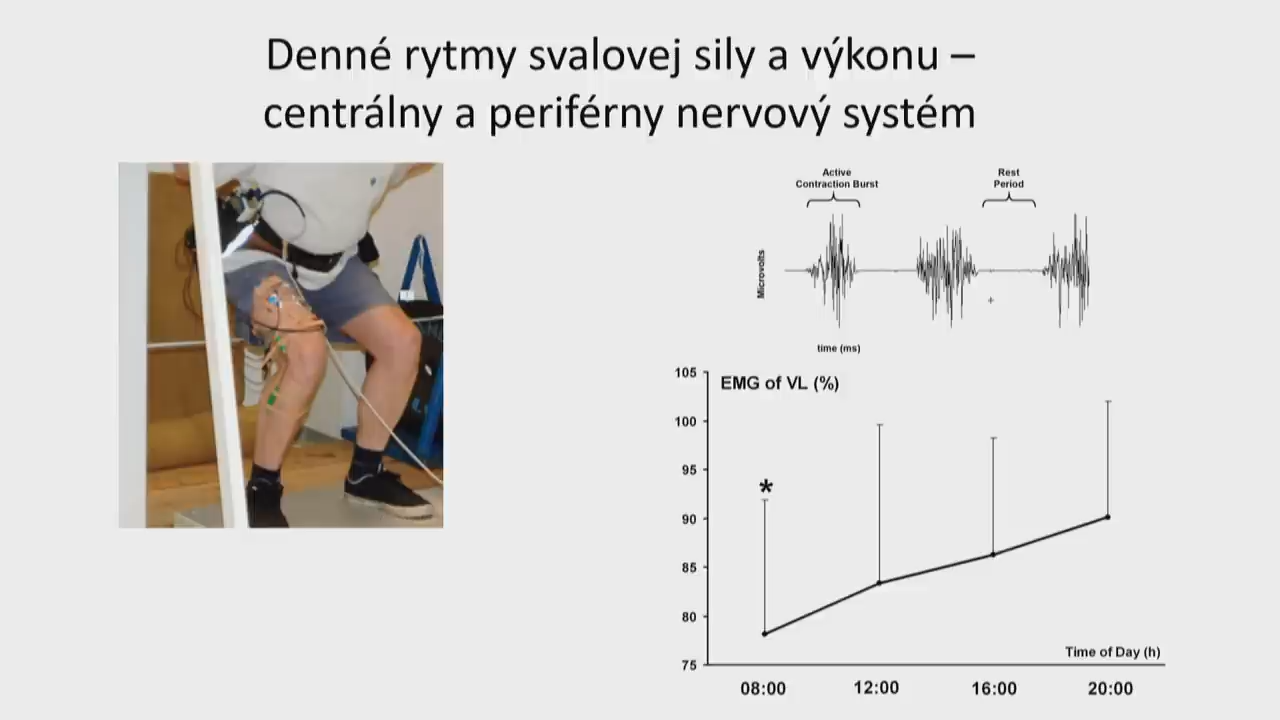 Denné rytmy svalovej sily a výkonu –
centrálny a periférny nervový systém
Active
Contraction Burst
Rest
Period
Microvolts
time (ms)
EMG of VL (%)
105
100
95
90
85
80
75
*
Time of Day (h)
08:00 12:00 16:00 20:00